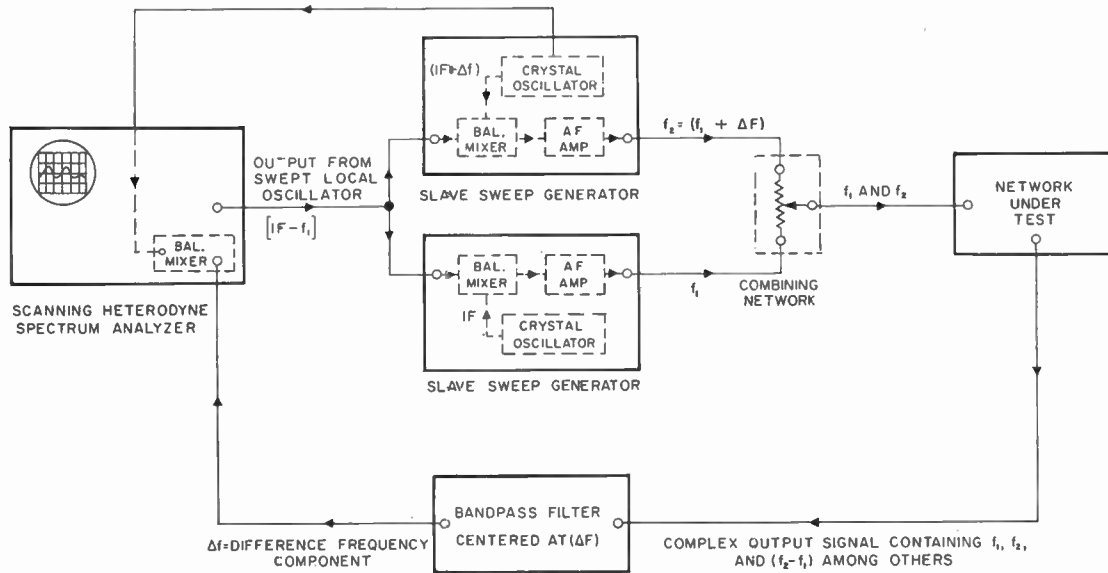 (IF+Δf)
CRYSTAL
OSCILLATOR
BAL.
MIXER
AF
AMP
SLAVE SWEEP GENERATOR
f₂ = (f₁ + ΔF)
OUTPUT FROM
SWEPT LOCAL
OSCILLATOR
[IF-f₁]
BAL.
MIXER
SCANNING HETERODYNE
SPECTRUM ANALYZER
BAL.
MIXER
AF
AMP
IF
CRYSTAL
OSCILLATOR
SLAVE SWEEP GENERATOR
f₁
COMBINING
NETWORK
f₁ AND f₂
NETWORK
UNDER
TEST
BANDPASS FILTER
CENTERED AT(ΔF)
Δf=DIFFERENCE FREQUENCY
COMPONENT
COMPLEX OUTPUT SIGNAL CONTAINING f₁, f₂,
AND (f₂-f₁) AMONG OTHERS